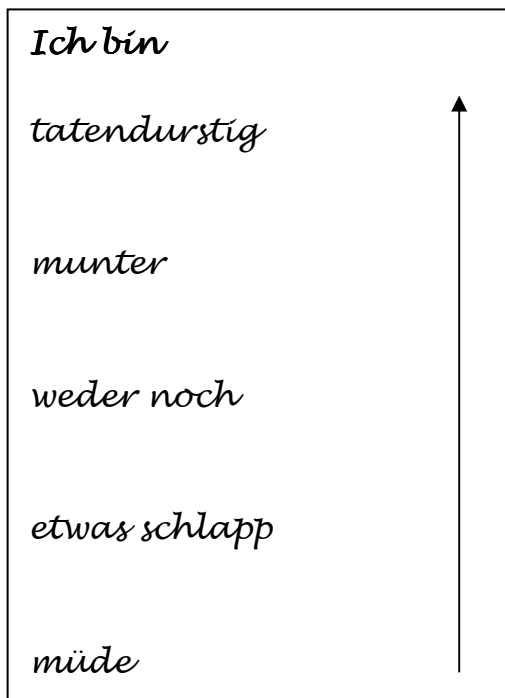 Ich bin
tatendurstig
munter
weder noch
etwas schlapp
müde